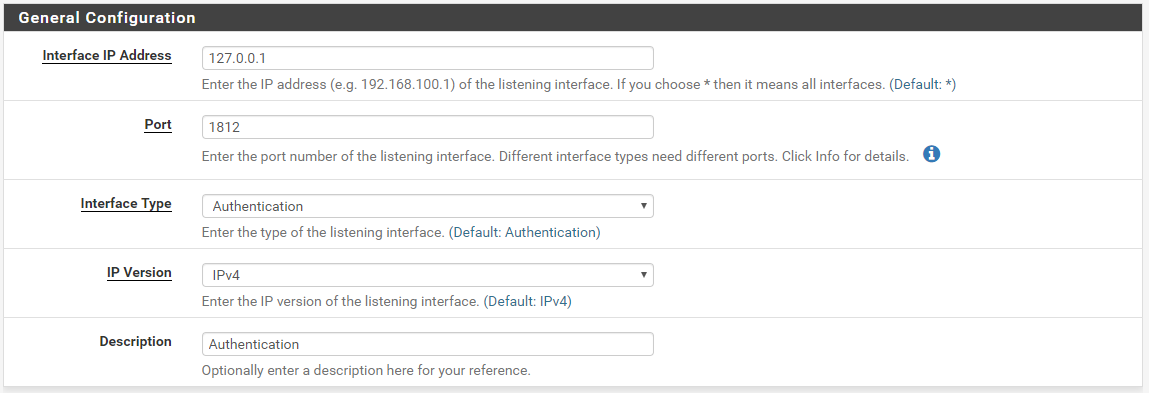 General Configuration
Interface IP Address
127.0.0.1
Enter the IP address (e.g. 192.168.100.1) of the listening interface. If you choose * then it means all interfaces. (Default: *)
Port
1812
Enter the port number of the listening interface. Different interface types need different ports. Click Info for details.
Interface Type
Authentication
Enter the type of the listening interface. (Default: Authentication)
IP Version
IPv4
Enter the IP version of the listening interface. (Default: IPv4)
Description
Authentication
Optionally enter a description here for your reference.